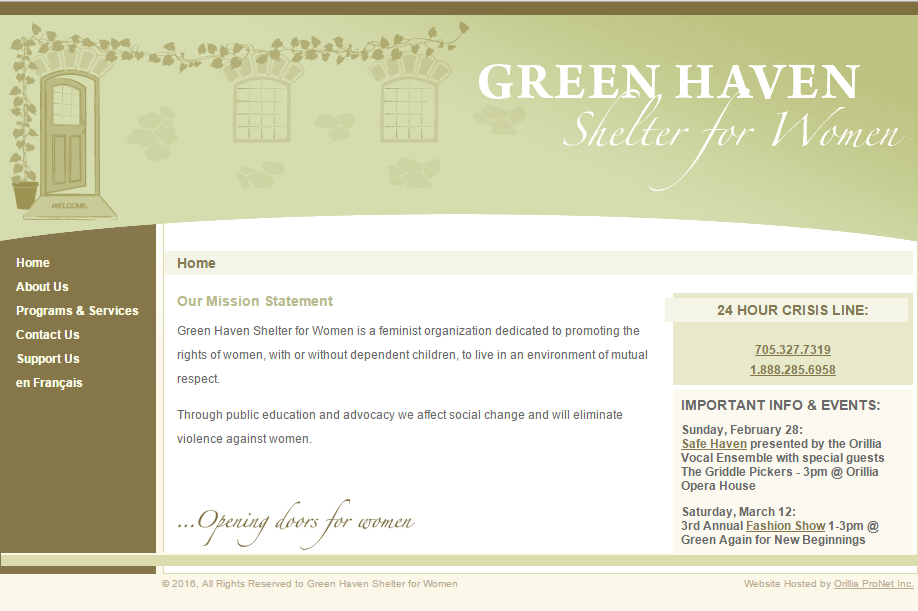 GREEN HAVEN
Shelter for Women
WELCOME
Home
About Us
Programs & Services
Contact Us
Support Us
en Français
Home
Our Mission Statement
Green Haven Shelter for Women is a feminist organization dedicated to promoting the
rights of women, with or without dependent children, to live in an environment of mutual
respect.
Through public education and advocacy we affect social change and will eliminate
violence against women.
...Opening doors for women
24 HOUR CRISIS LINE:
705.327.7319
1.888.285.6958
IMPORTANT INFO & EVENTS:
Sunday, February 28:
Safe Haven presented by the Orillia
Vocal Ensemble with special guests
The Griddle Pickers - 3pm @ Orillia
Opera House
Saturday, March 12:
3rd Annual Fashion Show 1-3pm @
Green Again for New Beginnings
© 2016, All Rights Reserved to Green Haven Shelter for Women
Website Hosted by Orillia ProNet Inc.